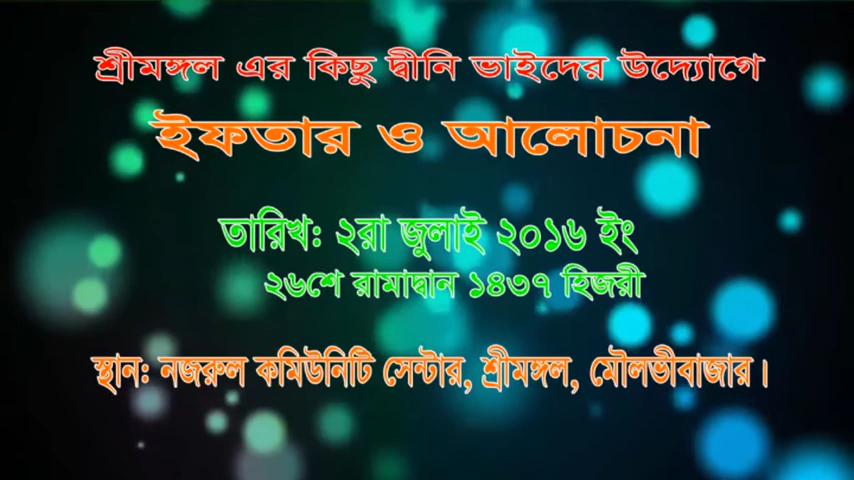 শ্রীমঙ্গল এর কিছু দ্বীনি ভাইদের উদ্যোগে
ইফতার ও আলোচনা
তারিখ: ২রা জুলাই ২০১৬ ইং
২৬শে রামাদ্বান ১৪৩৭ হিজরী
স্থান: নজরুল কমিউনিটি সেন্টার, শ্রীমঙ্গল, মৌলভীবাজার।